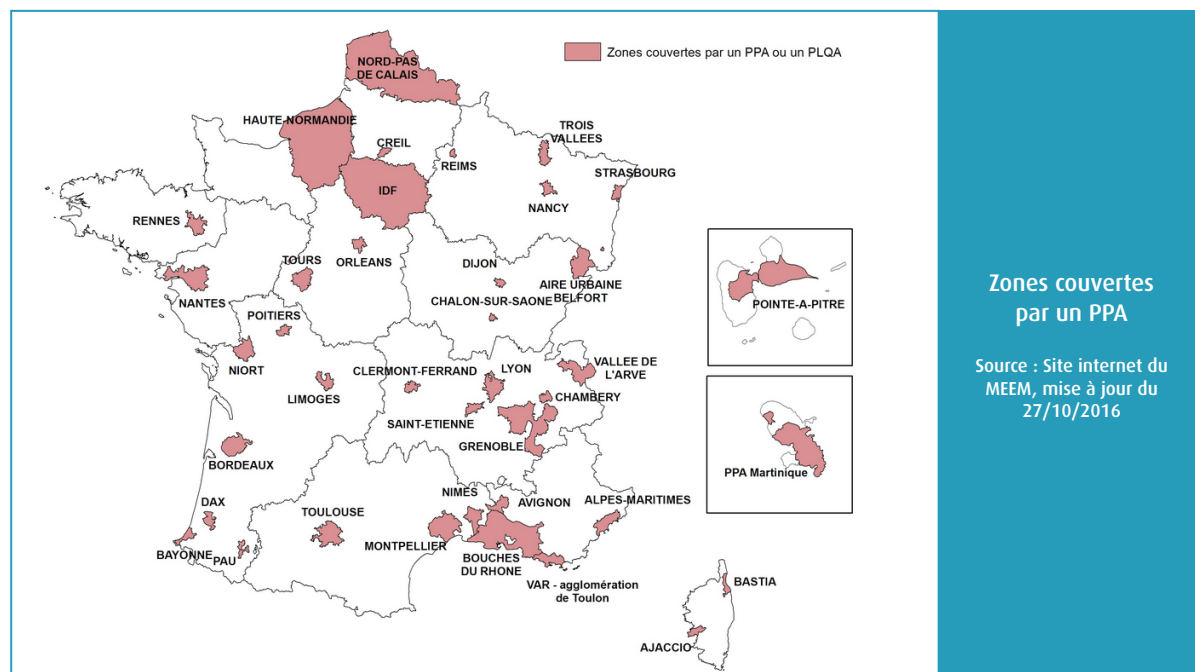 Zones couvertes par un PPA ou un PLQA
NORD-PAS
DE CALAIS
HAUTE-NORMANDIE
CREIL
REIMS
TROIS
VALLEES
STRASBOURG
IDF
NANCY
RENNES
TOURS
ORLEANS
DIJON
AIRE URBAINE
BELFORT
NANTES
CHALON-SUR-SAONE
POITIERS
NIORT
LIMOGES
CLERMONT-FERRAND
LYON
VALLEE DE
L'ARVE
CHAMBERY
SAINT-ETIENNE
GRENOBLE
BORDEAUX
DAX
TOULOUSE
NIMES
AVIGNON
ALPES-MARITIMES
BAYONNE
PAU
MONTPELLIER
BOUCHES
DU RHONE
VAR - agglomération
de Toulon
BASTIA
AJACCIO
POINTE-A-PITRE
PPA Martinique
Zones couvertes
par un PPA
Source : Site internet du
MEEM, mise à jour du
27/10/2016